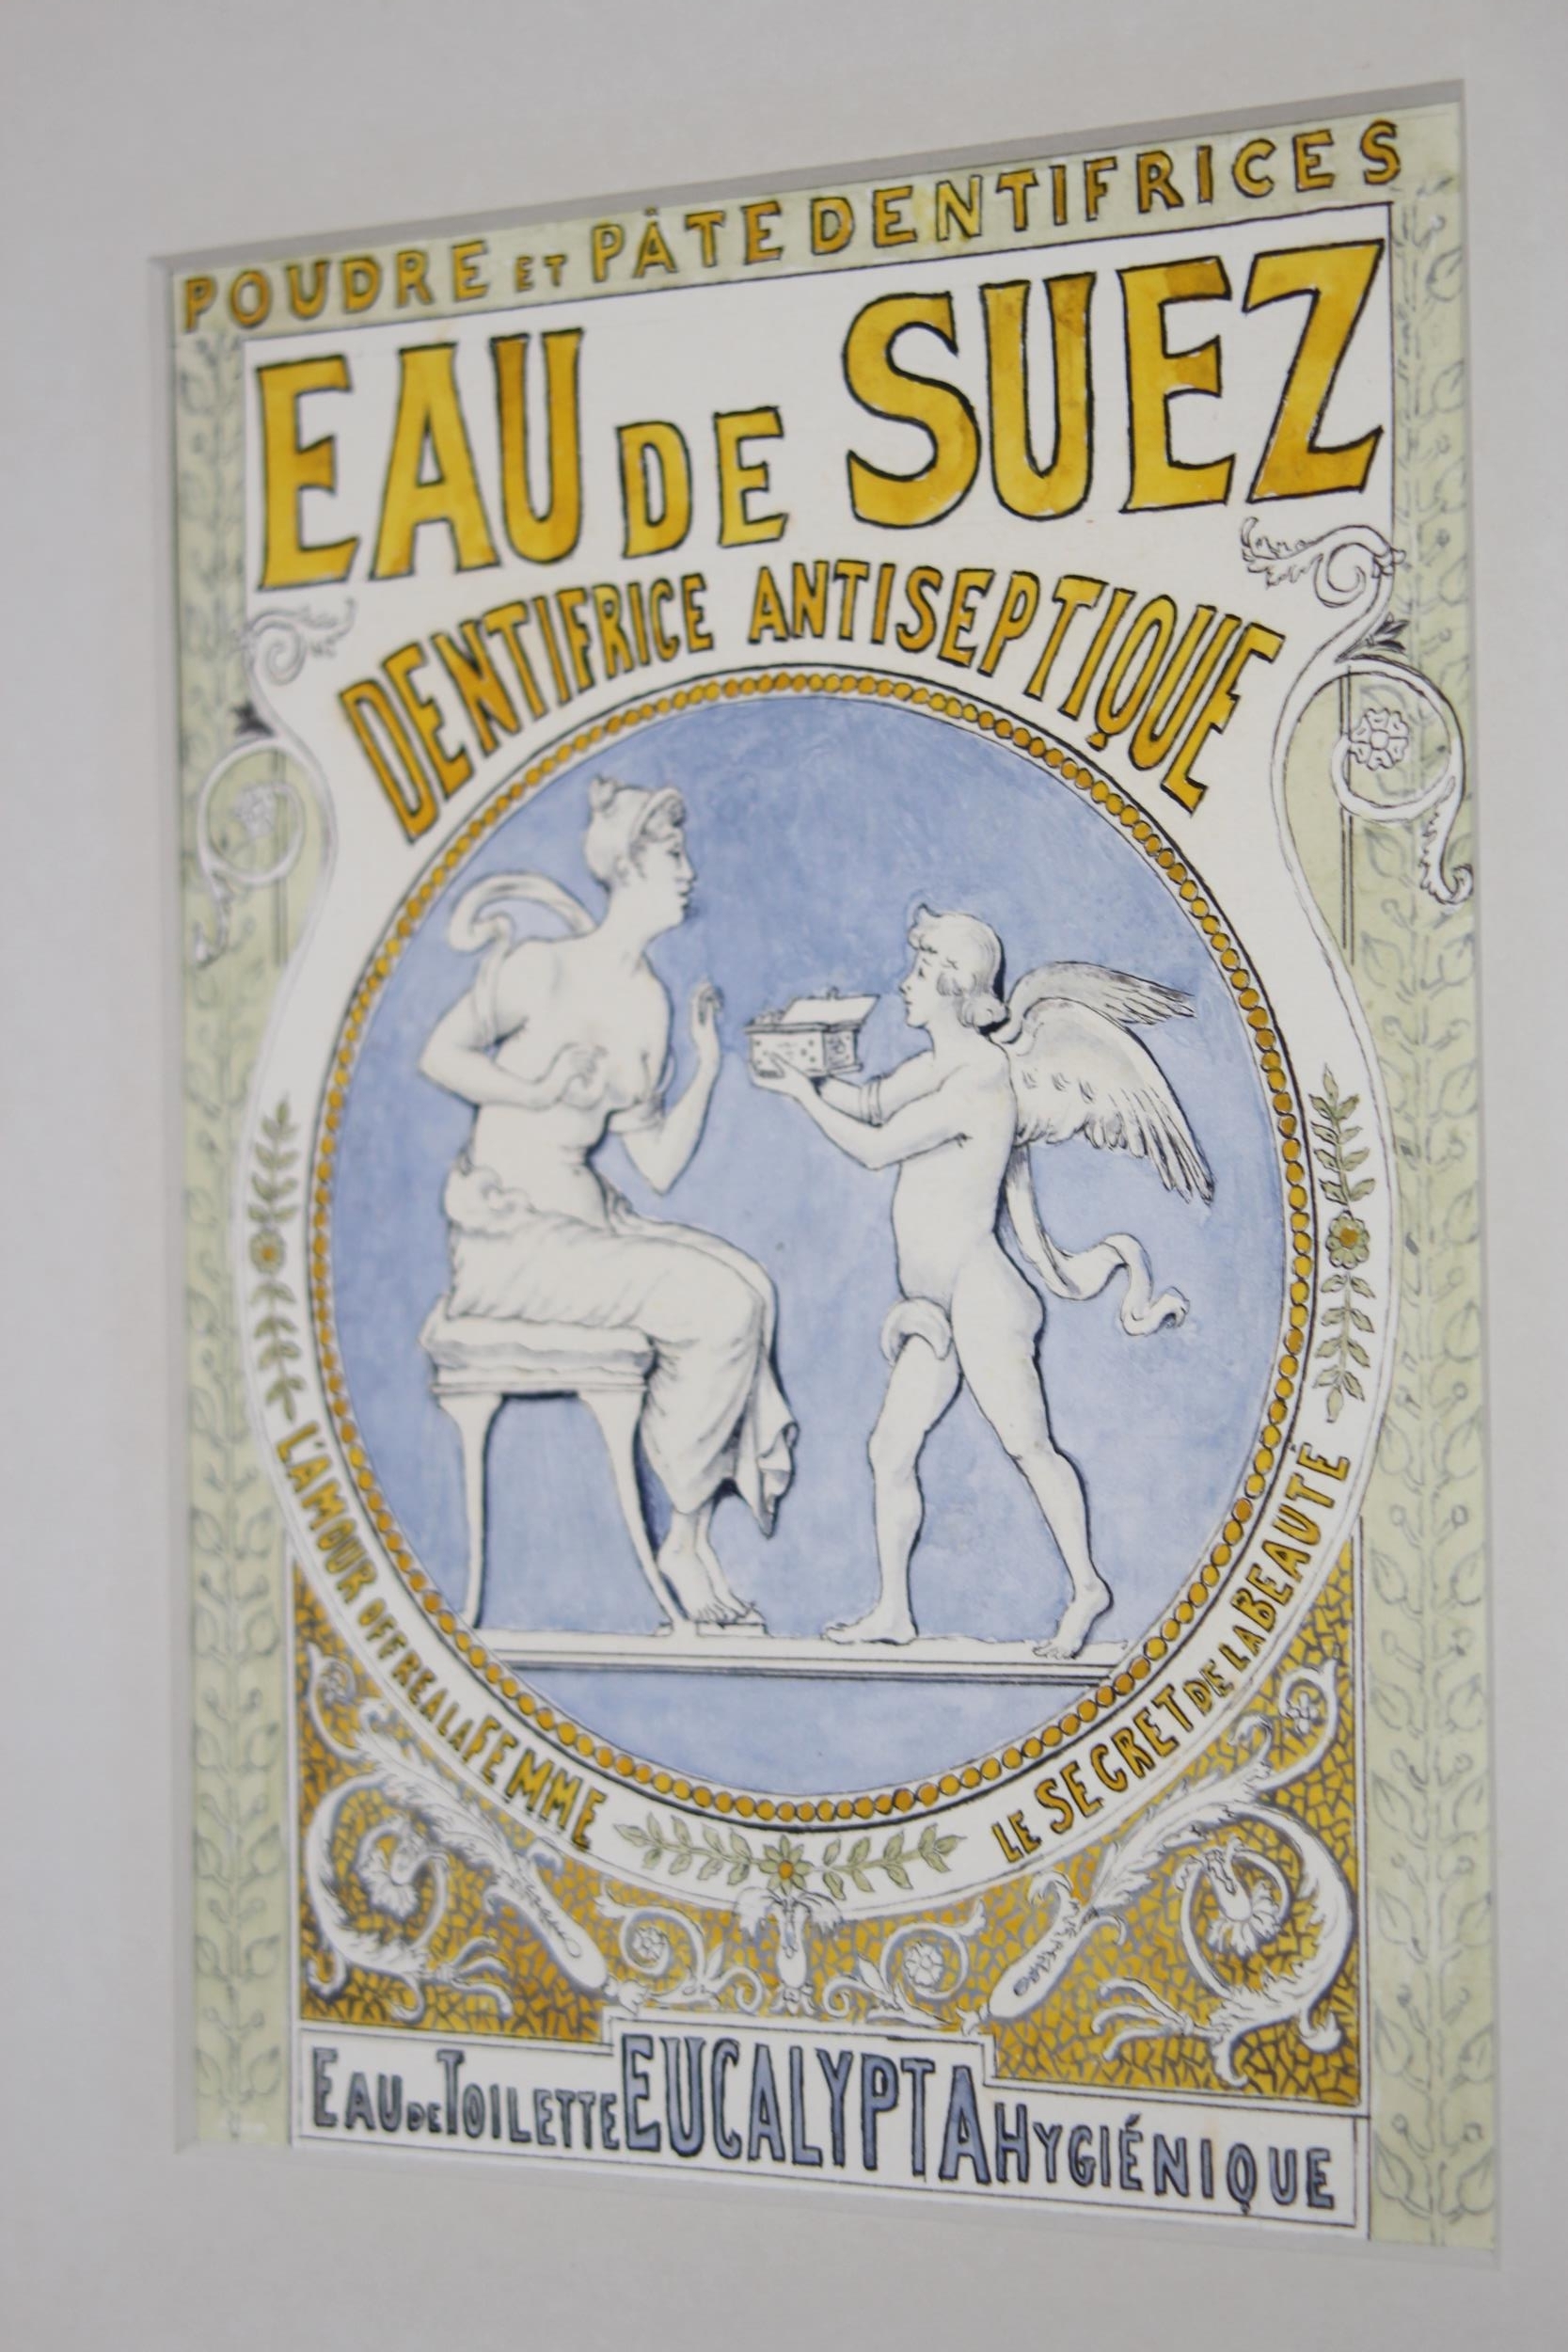 POUDRE ET PÂTE DENTIFRICES
EAU DE SUEZ
DENTIFRICE ANTISEPTIQUE
L'AMOUR OFFRE A LA FEMME
LE SECRET DE LA BEAUTÉ
EAU DE TOILETTE EUCALYPTA HYGIÉNIQUE